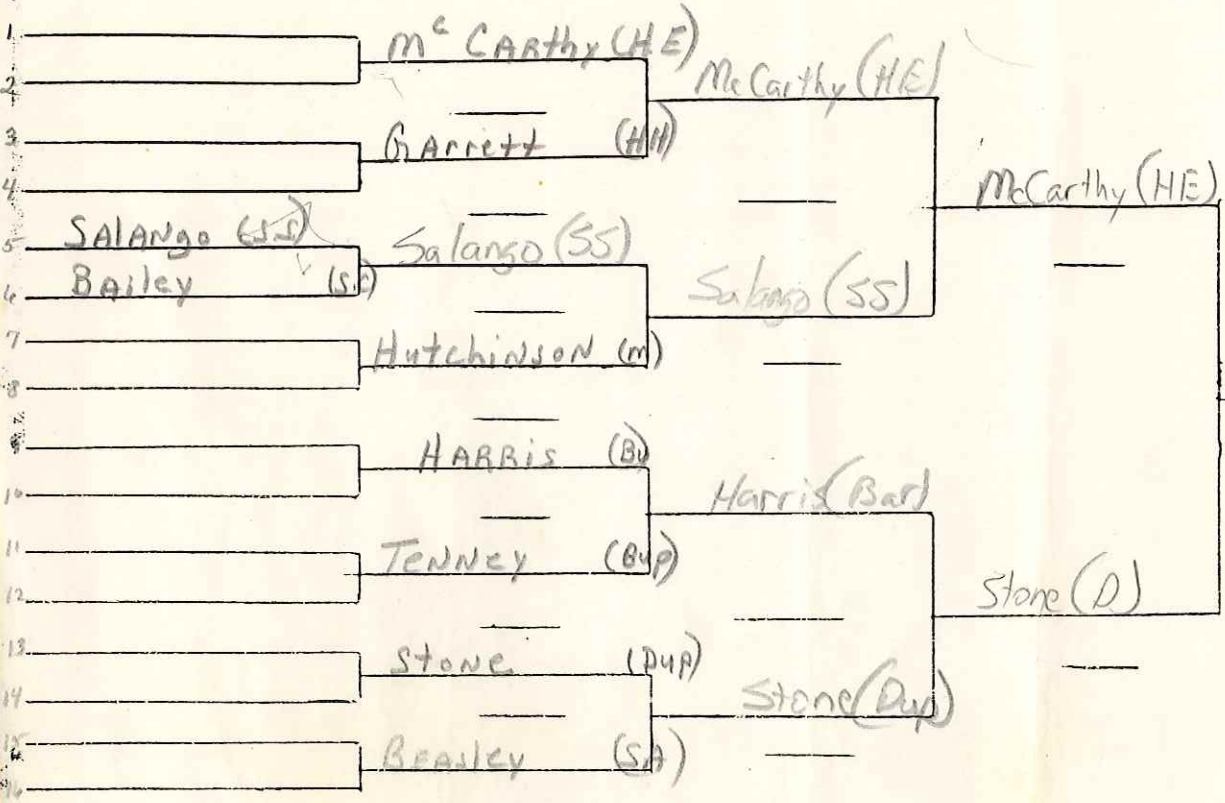 1
2
3
4
5
6
7
8
9
10
11
12
13
14
15
16
SALANGO (SS)
BAILEY (S.E)
McCARthy (HE)
GARRett (HH)
Salango (SS)
HutchiNSON (M)
HARRis (Bu
TeNNey (Bup)
StoNe (Dup)
BeASley (SA)
McCarthy (HE)
Salango (SS)
Harris (Bar)
Stone (Dup)
McCarthy (HE)
Stone (D)